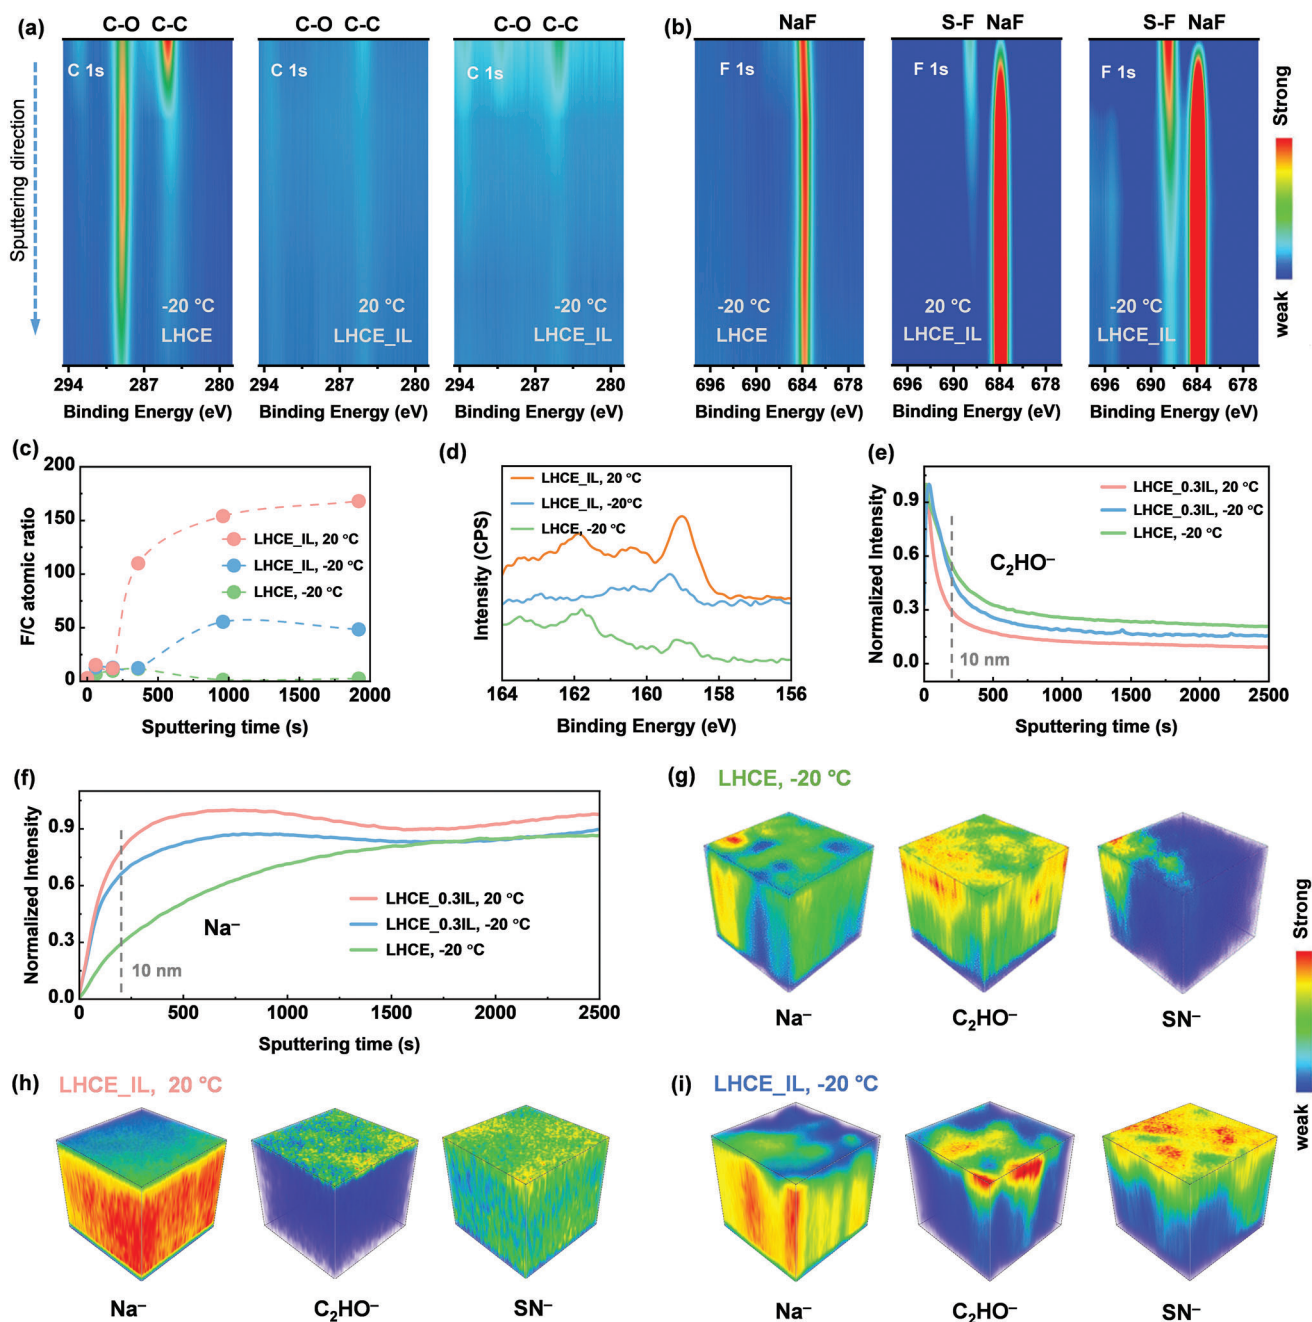 (a)
C-O C-C
C-O C-C
C-O C-C
(b)
NaF
S-F NaF
S-F NaF
Sputtering direction
C 1s
-20 °C
LHCE
C 1s
20 °C
LHCE_IL
C 1s
-20 °C
LHCE_IL
F 1s
-20 °C
LHCE
F 1s
20 °C
LHCE_IL
F 1s
-20 °C
LHCE_IL
Strong
weak
294 287 280
294 287 280
294 287 280
696 690 684 678
696 690 684 678
696 690 684 678
Binding Energy (eV)
Binding Energy (eV)
Binding Energy (eV)
Binding Energy (eV)
Binding Energy (eV)
Binding Energy (eV)
(c)
F/C atomic ratio
200
150
100
50
0
LHCE_IL, 20 °C
LHCE_IL, -20 °C
LHCE, -20 °C
0 500 1000 1500 2000
Sputtering time (s)
(d)
Intensity (CPS)
LHCE_IL, 20 °C
LHCE_IL, -20°C
LHCE, -20 °C
164 162 160 158 156
Binding Energy (eV)
(e)
Normalized Intensity
0.9
0.6
0.3
0.0
LHCE_0.3IL, 20 °C
LHCE_0.3IL, -20 °C
LHCE, -20 °C
C₂HO⁻
10 nm
0 500 1000 1500 2000 2500
Sputtering time (s)
(f)
Normalized Intensity
0.9
0.6
0.3
0.0
Na⁻
LHCE_0.3IL, 20 °C
LHCE_0.3IL, -20 °C
LHCE, -20 °C
10 nm
0 500 1000 1500 2000 2500
Sputtering time (s)
(g) LHCE, -20 °C
Na⁻ C₂HO⁻ SN⁻
Strong
weak
(h) LHCE_IL, 20 °C
Na⁻ C₂HO⁻ SN⁻
(i) LHCE_IL, -20 °C
Na⁻ C₂HO⁻ SN⁻